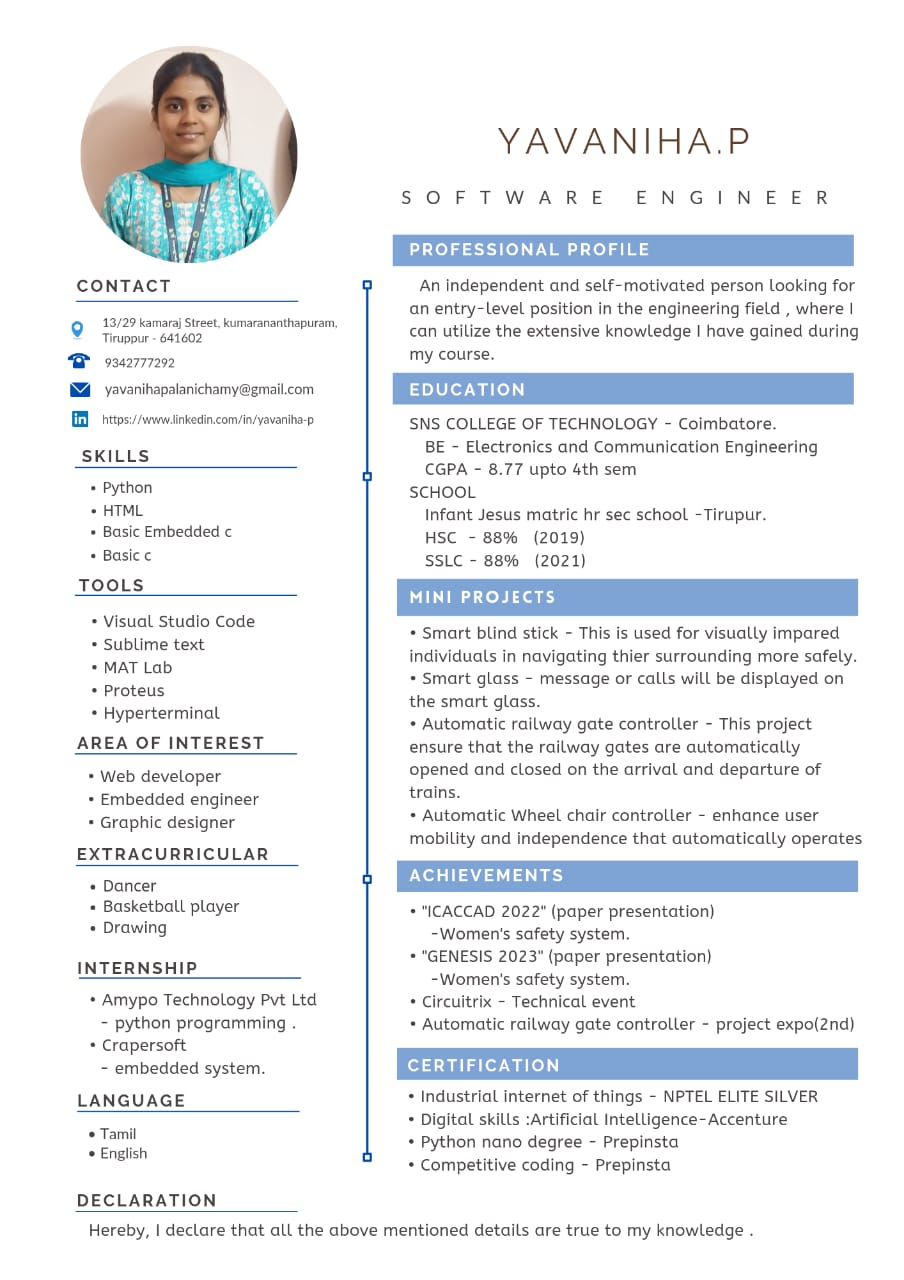 YAVANIHA.P
SOFTWARE ENGINEER
CONTACT
13/29 kamaraj Street, kumarananthapuram,
Tiruppur - 641602
9342777292
yavanihapalanichamy@gmail.com
in https://www.linkedin.com/in/yavaniha-p
SKILLS
• Python
• HTML
• Basic Embedded c
• Basic c
TOOLS
• Visual Studio Code
• Sublime text
• MAT Lab
• Proteus
• Hyperterminal
AREA OF INTEREST
• Web developer
• Embedded engineer
• Graphic designer
EXTRACURRICULAR
• Dancer
• Basketball player
• Drawing
INTERNSHIP
• Amypo Technology Pvt Ltd
- python programming .
• Crapersoft
- embedded system.
LANGUAGE
• Tamil
• English
PROFESSIONAL PROFILE
An independent and self-motivated person looking for
an entry-level position in the engineering field , where I
can utilize the extensive knowledge I have gained during
my course.
EDUCATION
SNS COLLEGE OF TECHNOLOGY - Coimbatore.
BE - Electronics and Communication Engineering
CGPA - 8.77 upto 4th sem
SCHOOL
Infant Jesus matric hr sec school -Tirupur.
HSC - 88% (2019)
SSLC - 88% (2021)
MINI PROJECTS
• Smart blind stick - This is used for visually impared
individuals in navigating thier surrounding more safely.
• Smart glass - message or calls will be displayed on
the smart glass.
• Automatic railway gate controller - This project
ensure that the railway gates are automatically
opened and closed on the arrival and departure of
trains.
• Automatic Wheel chair controller - enhance user
mobility and independence that automatically operates
ACHIEVEMENTS
• "ICACCAD 2022" (paper presentation)
-Women's safety system.
• "GENESIS 2023" (paper presentation)
-Women's safety system.
• Circuitrix - Technical event
• Automatic railway gate controller - project expo(2nd)
CERTIFICATION
• Industrial internet of things - NPTEL ELITE SILVER
• Digital skills :Artificial Intelligence-Accenture
• Python nano degree - Prepinsta
• Competitive coding - Prepinsta
DECLARATION
Hereby, I declare that all the above mentioned details are true to my knowledge .